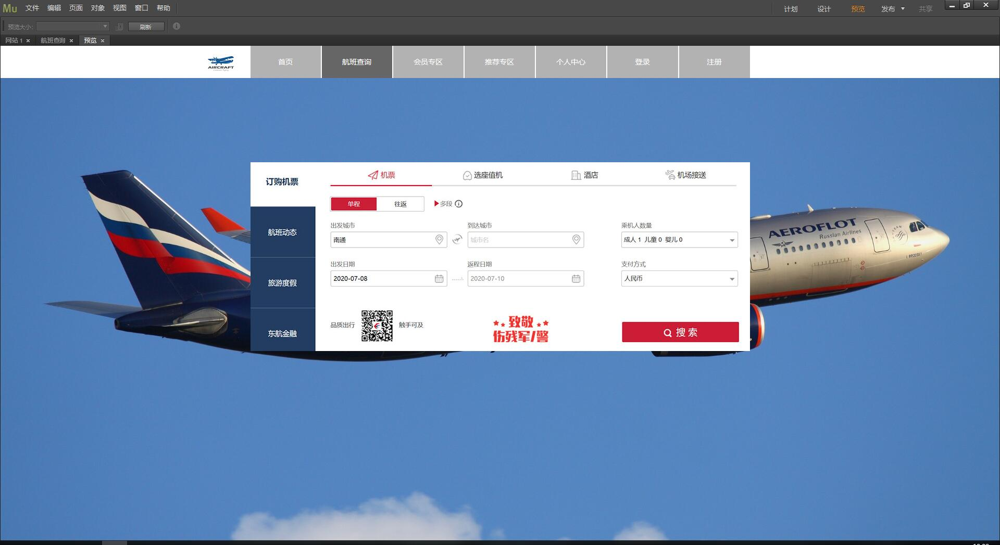 Mu 文件 编辑 页面 对象 视图 窗口 帮助 计划 设计 预览 发布 共享
预览大小: 刷新
网站 1 × 航班查询 × 预览 ×
AIRCRAFT
首页 航班查询 会员专区 推荐专区 个人中心 登录 注册
订购机票
航班动态
旅游度假
东航金融
机票 选座值机 酒店 机场接送
单程 往返 多段
出发城市 到达城市 乘机人数量
南通 城市名 成人 1 儿童 0 婴儿 0
出发日期 返程日期 支付方式
2020-07-08 2020-07-10 人民币
品质出行 触手可及
致敬
伤残军/警
搜 索
AEROFLOT
Russian Airlines
I. BRODSKY